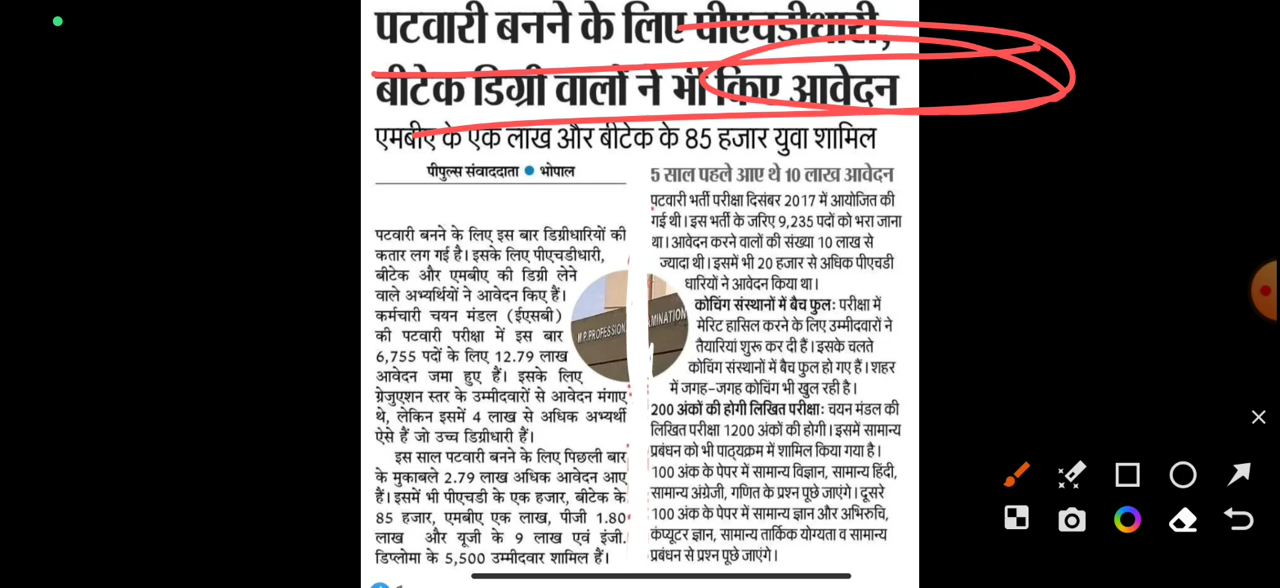 पटवारी बनने के लिए पीएचडीधारी,
बीटेक डिग्री वालों ने भी किए आवेदन
एमबीए के एक लाख और बीटेक के 85 हजार युवा शामिल
पीपुल्स संवाददाता ● भोपाल
पटवारी बनने के लिए इस बार डिग्रीधारियों की
कतार लग गई है। इसके लिए पीएचडीधारी,
बीटेक और एमबीए की डिग्री लेने
वाले अभ्यर्थियों ने आवेदन किए हैं।
कर्मचारी चयन मंडल (ईएसबी)
की पटवारी परीक्षा में इस बार
6,755 पदों के लिए 12.79 लाख
आवेदन जमा हुए हैं। इसके लिए
ग्रेजुएशन स्तर के उम्मीदवारों से आवेदन मंगाए
थे, लेकिन इसमें 4 लाख से अधिक अभ्यर्थी
ऐसे हैं जो उच्च डिग्रीधारी हैं।
इस साल पटवारी बनने के लिए पिछली बार
के मुकाबले 2.79 लाख अधिक आवेदन आए
हैं। इसमें भी पीएचडी के एक हजार, बीटेक के
85 हजार, एमबीए एक लाख, पीजी 1.80
लाख और यूजी के 9 लाख एवं इंजी.
डिप्लोमा के 5,500 उम्मीदवार शामिल हैं।
M P PROFESSION
MINATION
5 साल पहले आए थे 10 लाख आवेदन
पटवारी भर्ती परीक्षा दिसंबर 2017 में आयोजित की
गई थी। इस भर्ती के जरिए 9,235 पदों को भरा जाना
था। आवेदन करने वालों की संख्या 10 लाख से
ज्यादा थी। इसमें भी 20 हजार से अधिक पीएचडी
धारियों ने आवेदन किया था।
कोचिंग संस्थानों में बैच फुल: परीक्षा में
मेरिट हासिल करने के लिए उम्मीदवारों ने
तैयारियां शुरू कर दी हैं। इसके चलते
कोचिंग संस्थानों में बैच फुल हो गए हैं। शहर
में जगह-जगह कोचिंग भी खुल रही है।
200 अंकों की होगी लिखित परीक्षा: चयन मंडल की
लिखित परीक्षा 1200 अंकों की होगी। इसमें सामान्य
प्रबंधन को भी पाठ्यक्रम में शामिल किया गया है।
100 अंक के पेपर में सामान्य विज्ञान, सामान्य हिंदी,
सामान्य अंग्रेजी, गणित के प्रश्न पूछे जाएंगे। दूसरे
100 अंक के पेपर में सामान्य ज्ञान और अभिरुचि,
कंप्यूटर ज्ञान, सामान्य तार्किक योग्यता व सामान्य
प्रबंधन से प्रश्न पूछे जाएंगे।